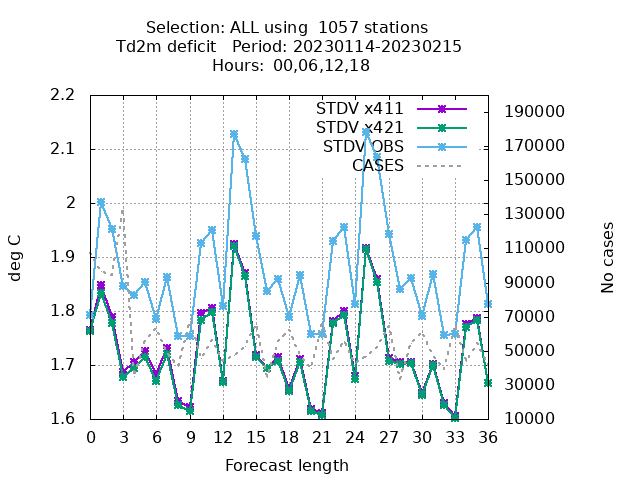 Selection: ALL using  1057 stations
Td2m deficit   Period: 20230114-20230215
Hours:  00,06,12,18
2.2
2.1
2
1.9
1.8
1.7
1.6
deg C
STDV x411
STDV x421
STDV OBS
CASES
190000
170000
150000
130000
110000
90000
70000
50000
30000
10000
No cases
0 3 6 9 12 15 18 21 24 27 30 33 36
Forecast length